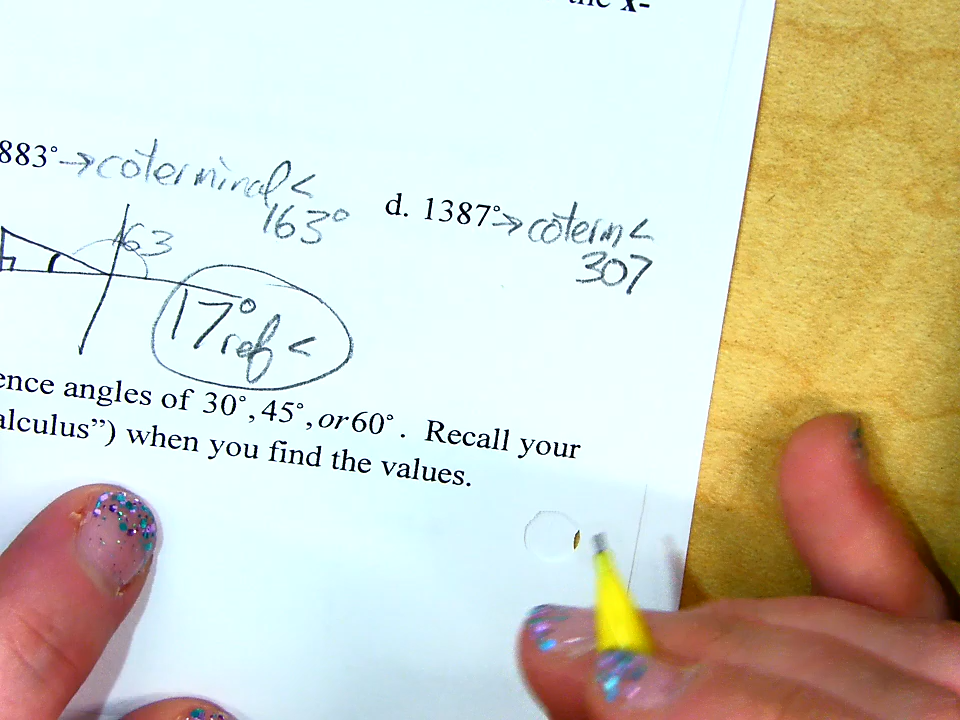 the x-
883° → coterminal <
163°
d. 1387° → coterm <
307
163
17°
ref <
ence angles of 30°, 45°, or 60°. Recall your
alculus”) when you find the values.